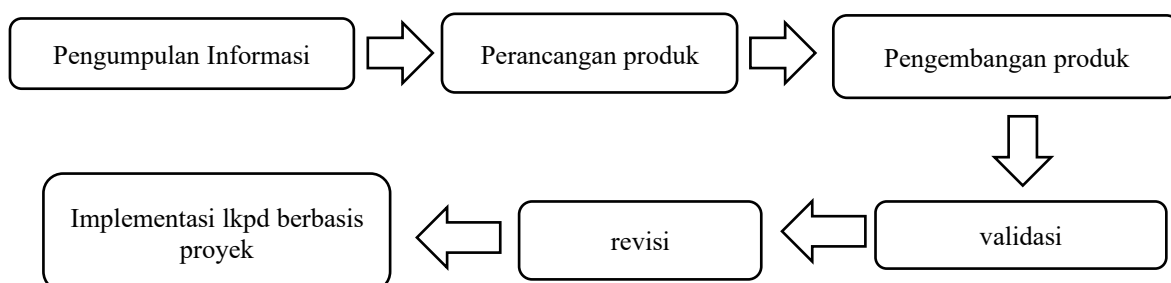 Pengumpulan Informasi
Perancangan produk
Pengembangan produk
validasi
revisi
Implementasi lkpd berbasis
proyek